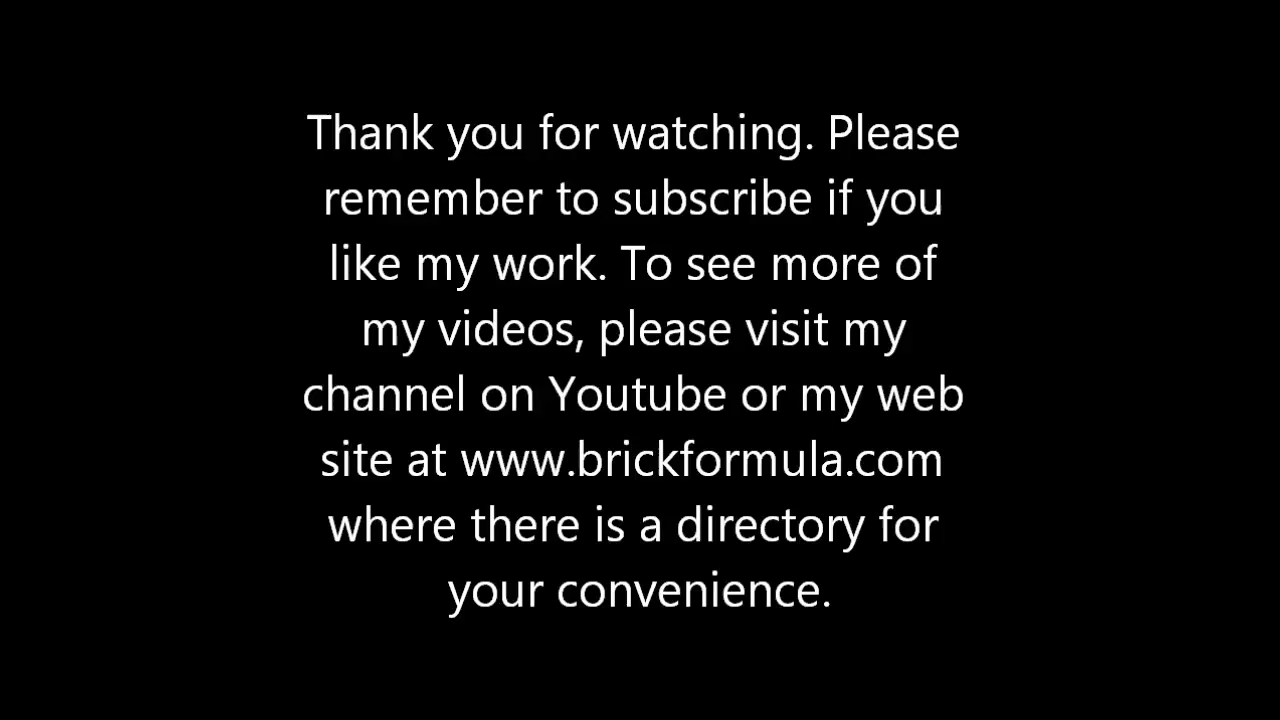 Thank you for watching. Please
remember to subscribe if you
like my work. To see more of
my videos, please visit my
channel on Youtube or my web
site at www.brickformula.com
where there is a directory for
your convenience.